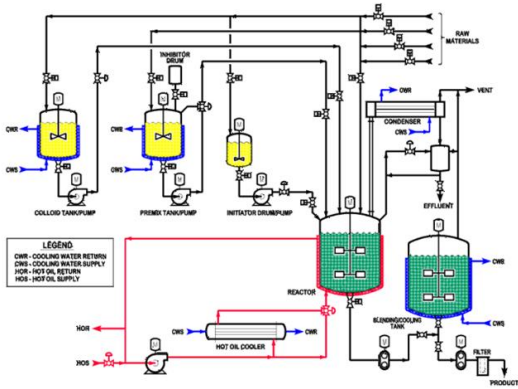 RAW
MATERIALS
INHIBITOR
DRUM
M
M
M
CWR
CWS
CWR
CWS
COLLOID TANK/PUMP
PREMIX TANK/PUMP
INITIATOR DRUM/PUMP
M
M
M
CWR
VENT
CONDENSER
CWS
EFFLUENT
LEGEND
CWR - COOLING WATER RETURN
CWS - COOLING WATER SUPPLY
HOR - HOT OIL RETURN
HOS - HOT OIL SUPPLY
M
M
REACTOR
CWR
CWS
BLENDING/COOLING
TANK
HOR
CWS
CWR
HOT OIL COOLER
HOS
M
M
M
FILTER
PRODUCT